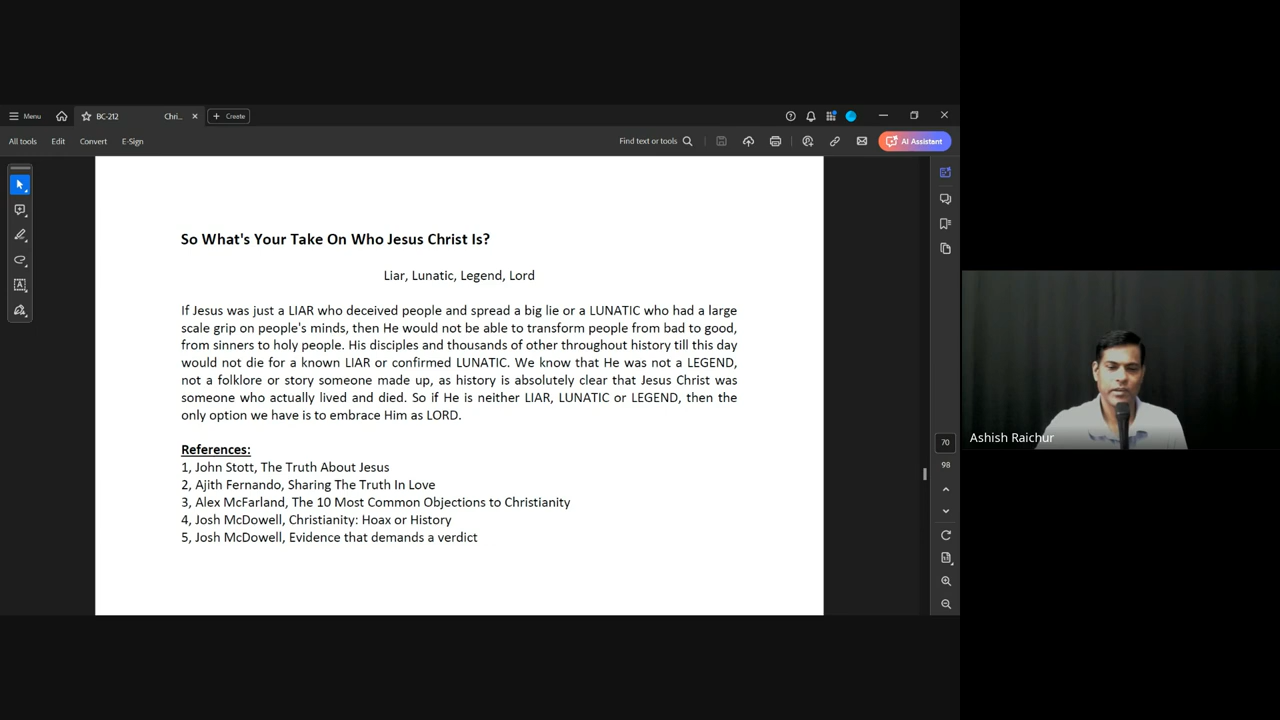 Menu
BC-212 Chri...
Create
All tools
Edit
Convert
E-Sign
Find text or tools
AI Assistant
So What's Your Take On Who Jesus Christ Is?
Liar, Lunatic, Legend, Lord
If Jesus was just a LIAR who deceived people and spread a big lie or a LUNATIC who had a large
scale grip on people's minds, then He would not be able to transform people from bad to good,
from sinners to holy people. His disciples and thousands of other throughout history till this day
would not die for a known LIAR or confirmed LUNATIC. We know that He was not a LEGEND,
not a folklore or story someone made up, as history is absolutely clear that Jesus Christ was
someone who actually lived and died. So if He is neither LIAR, LUNATIC or LEGEND, then the
only option we have is to embrace Him as LORD.
References:
1, John Stott, The Truth About Jesus
2, Ajith Fernando, Sharing The Truth In Love
3, Alex McFarland, The 10 Most Common Objections to Christianity
4, Josh McDowell, Christianity: Hoax or History
5, Josh McDowell, Evidence that demands a verdict
70
98
Ashish Raichur